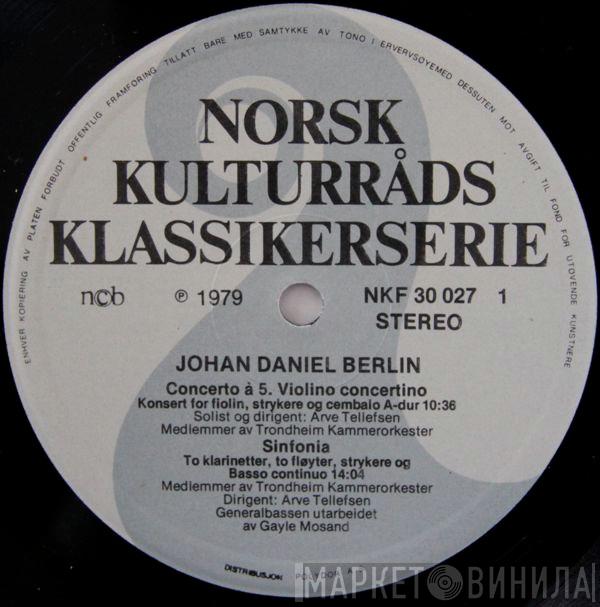 ENHVER KOPIERING AV PLATEN FORBUDT OFFENTLIG FRAMFORING TILLATT BARE MED SAMTYKKE AV TONO I ERVERVSØYEMED DESSUTEN MOT AVGIFT TIL FOND FOR UTØVENDE KUNSTNERE
NORSK
KULTURRÅDS
KLASSIKERSERIE
ncb ℗ 1979 NKF 30 027 1
STEREO
JOHAN DANIEL BERLIN
Concerto à 5. Violino concertino
Konsert for fiolin, strykere og cembalo A-dur 10:36
Solist og dirigent: Arve Tellefsen
Medlemmer av Trondheim Kammerorkester
Sinfonia
To klarinetter, to fløyter, strykere og
Basso continuo 14:04
Medlemmer av Trondheim Kammerorkester
Dirigent: Arve Tellefsen
Generalbassen utarbeidet
av Gayle Mosand
DISTRIBUSJON POLYDOR
МАРКЕТ ВИНИЛА